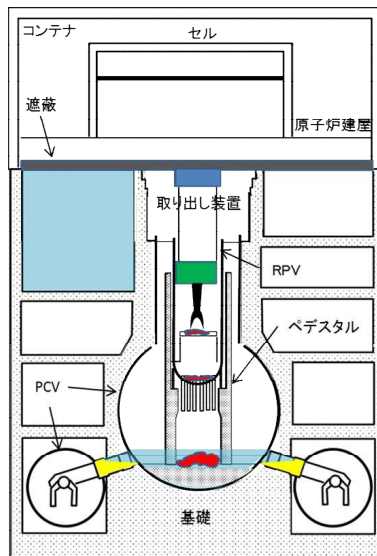 コンテナ
セル
遮蔽
原子炉建屋
取り出し装置
RPV
ペデスタル
PCV
基礎